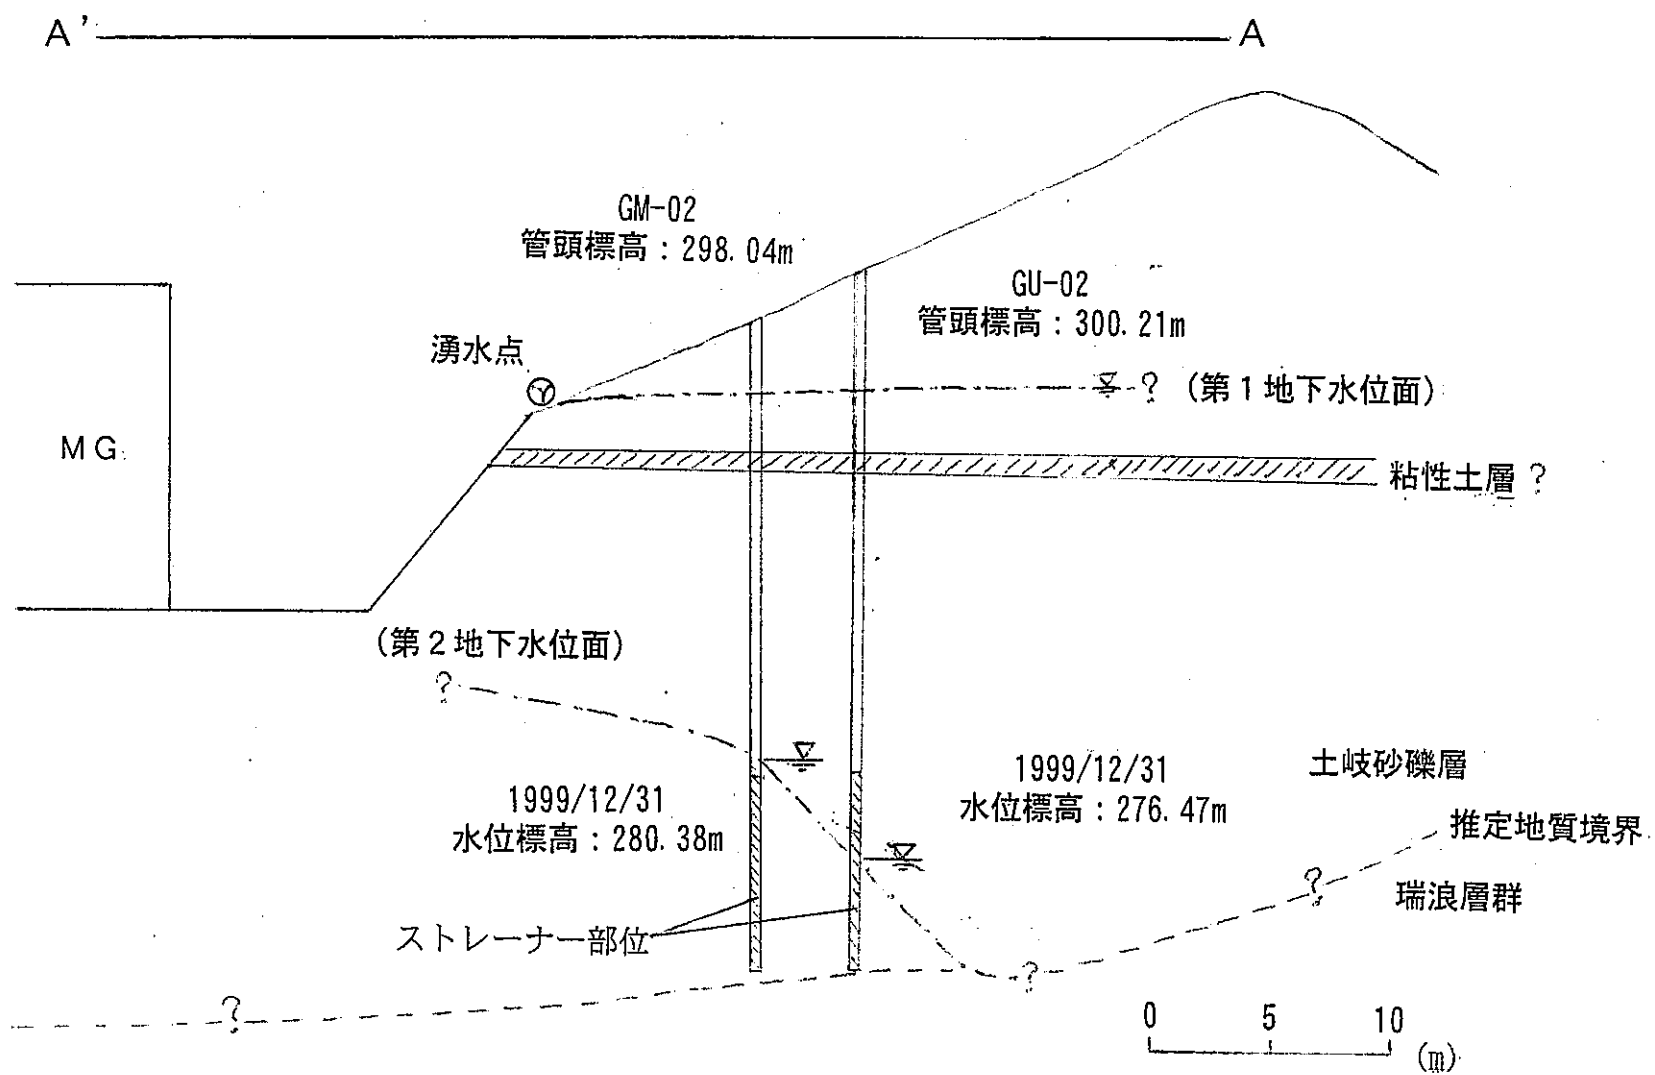 A' A
GM-02
管頭標高：298.04m
GU-02
管頭標高：300.21m
湧水点
? (第1地下水位面)
MG
粘性土層 ?
(第2地下水位面)
?
1999/12/31
水位標高：280.38m
1999/12/31
水位標高：276.47m
土岐砂礫層
推定地質境界
?
瑞浪層群
ストレーナー部位
?
?
0 5 10
(m)